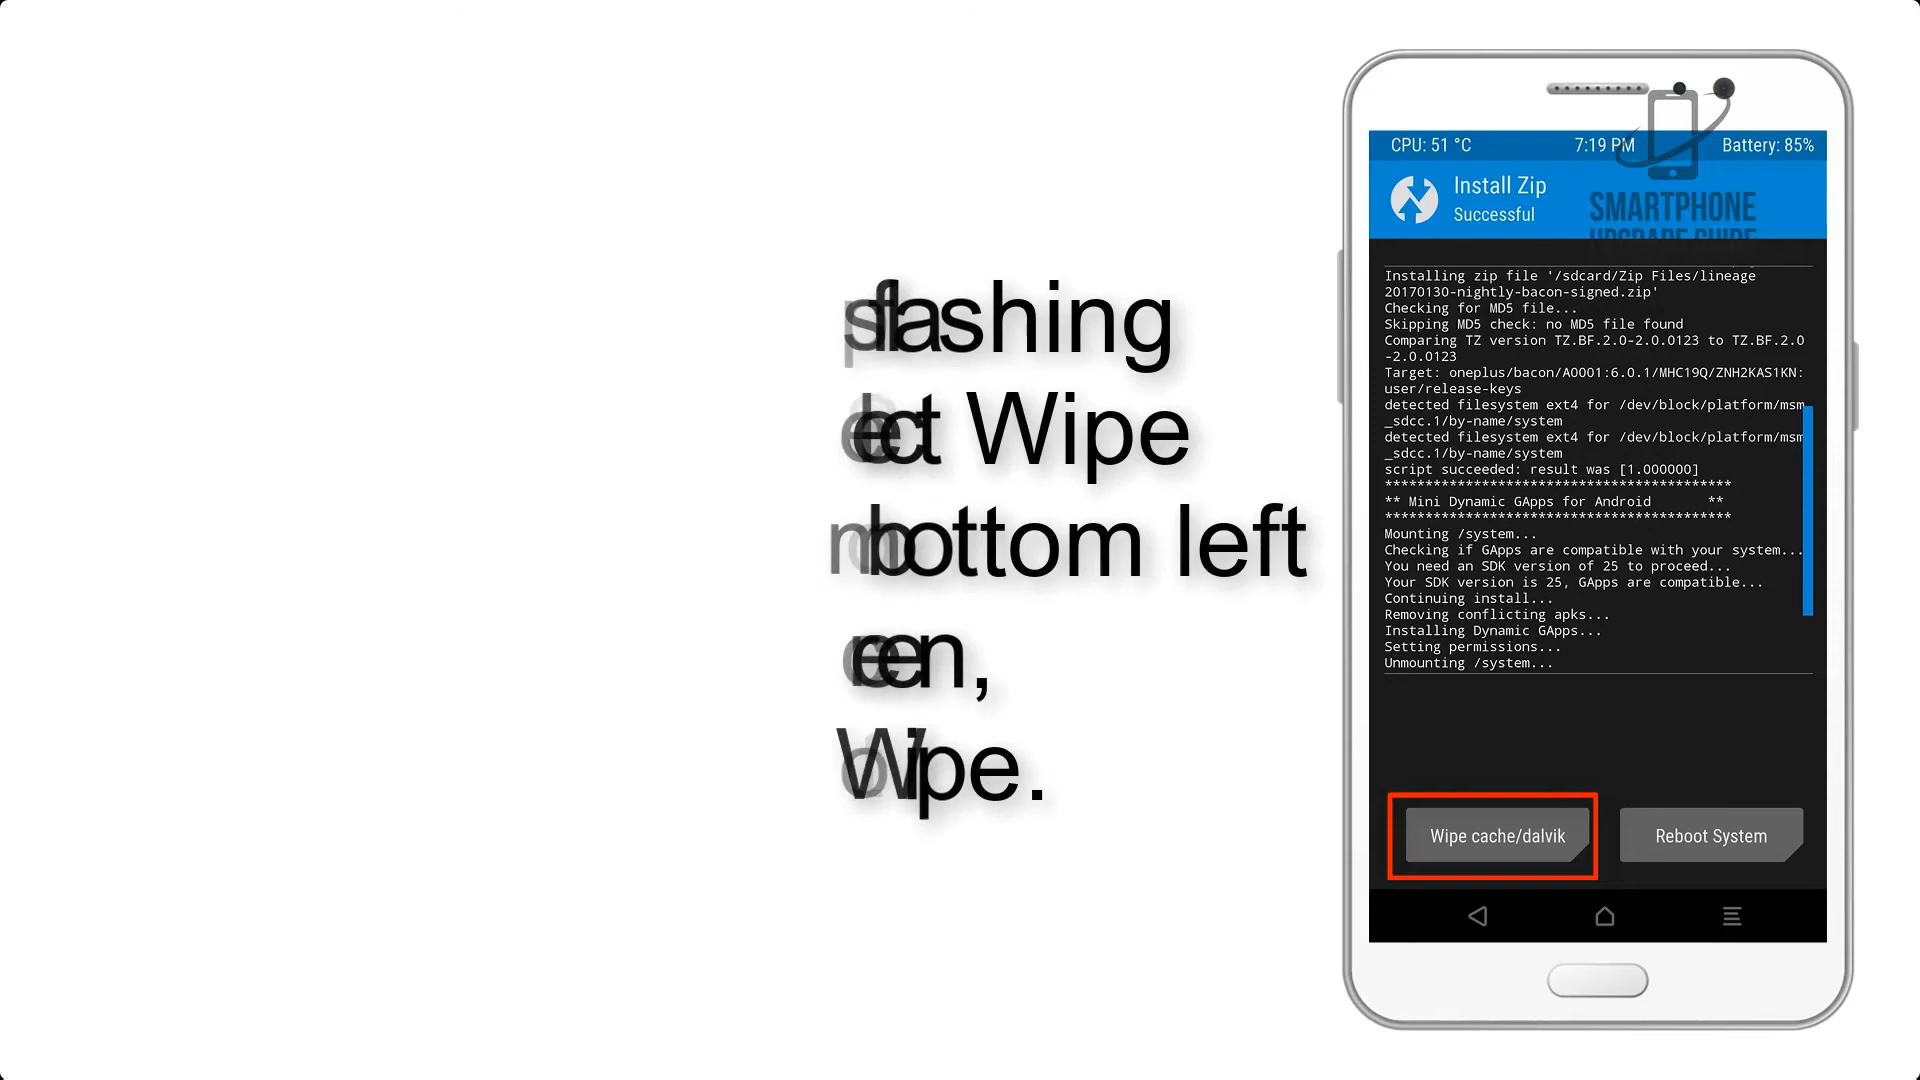 flashing
Wipe
bottom left
Wipe.
CPU: 51 °C 7:19 PM Battery: 85%
Install Zip
Successful
SMARTPHONE
UPGRADE GUIDE
Installing zip file '/sdcard/Zip Files/lineage
20170130-nightly-bacon-signed.zip'
Checking for MD5 file...
Skipping MD5 check: no MD5 file found
Comparing TZ version TZ.BF.2.0-2.0.0123 to TZ.BF.2.0
-2.0.0123
Target: oneplus/bacon/A0001:6.0.1/MHC19Q/ZNH2KAS1KN:
user/release-keys
detected filesystem ext4 for /dev/block/platform/msm
_sdcc.1/by-name/system
detected filesystem ext4 for /dev/block/platform/msm
_sdcc.1/by-name/system
script succeeded: result was [1.000000]
*******************************************
** Mini Dynamic GApps for Android **
*******************************************
Mounting /system...
Checking if GApps are compatible with your system...
You need an SDK version of 25 to proceed...
Your SDK version is 25, GApps are compatible...
Continuing install...
Removing conflicting apks...
Installing Dynamic GApps...
Setting permissions...
Unmounting /system...
Wipe cache/dalvik
Reboot System